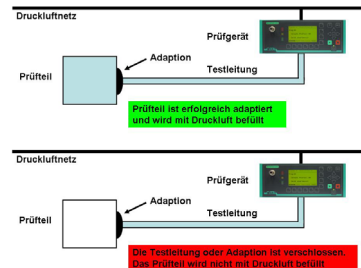 Druckluftnetz
Prüfgerät
Adaption
Prüfteil
Testleitung
Prüfteil ist erfolgreich adaptiert
und wird mit Druckluft befüllt
Druckluftnetz
Prüfgerät
Adaption
Prüfteil
Testleitung
Die Testleitung oder Adaption ist verschlossen.
Das Prüfteil wird nicht mit Druckluft befüllt